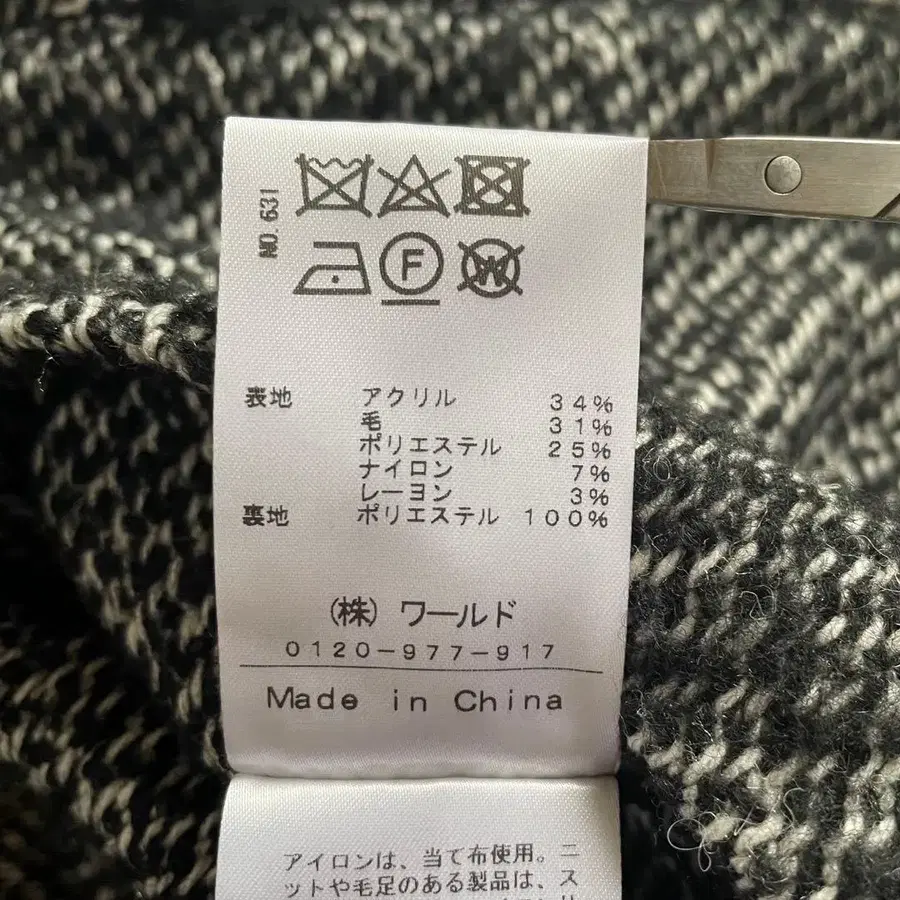 NO.631
F
W
表地 アクリル 34%
毛 31%
ポリエステル 25%
ナイロン 7%
レーヨン 3%
裏地 ポリエステル 100%
(株) ワールド
0120-977-917
Made in China
アイロンは、当て布使用。ニ
ットや毛足のある製品は、ス